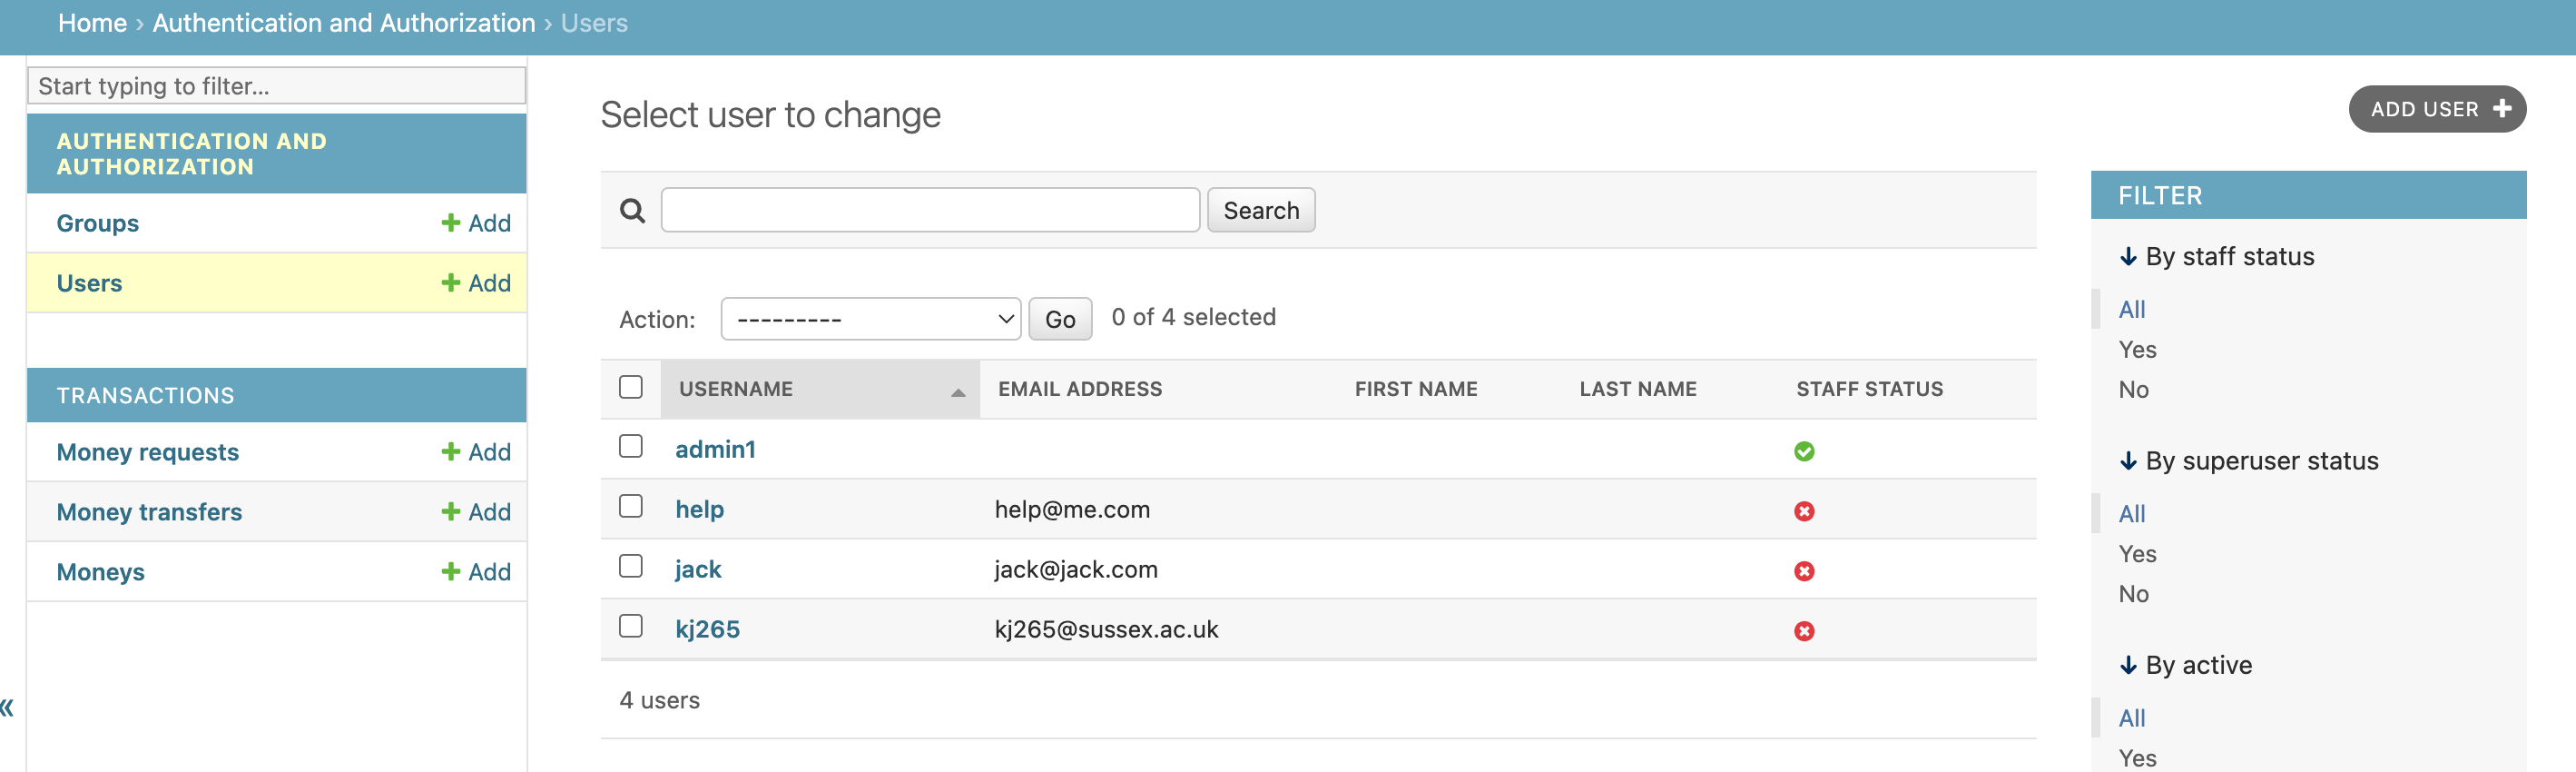 Home › Authentication and Authorization › Users
Start typing to filter...
AUTHENTICATION AND
AUTHORIZATION
Groups + Add
Users + Add
TRANSACTIONS
Money requests + Add
Money transfers + Add
Moneys + Add
«
Select user to change
ADD USER +
Search
Action: --------- Go 0 of 4 selected
USERNAME EMAIL ADDRESS FIRST NAME LAST NAME STAFF STATUS
admin1
help help@me.com
jack jack@jack.com
kj265 kj265@sussex.ac.uk
4 users
FILTER
↓ By staff status
All
Yes
No
↓ By superuser status
All
Yes
No
↓ By active
All
Yes